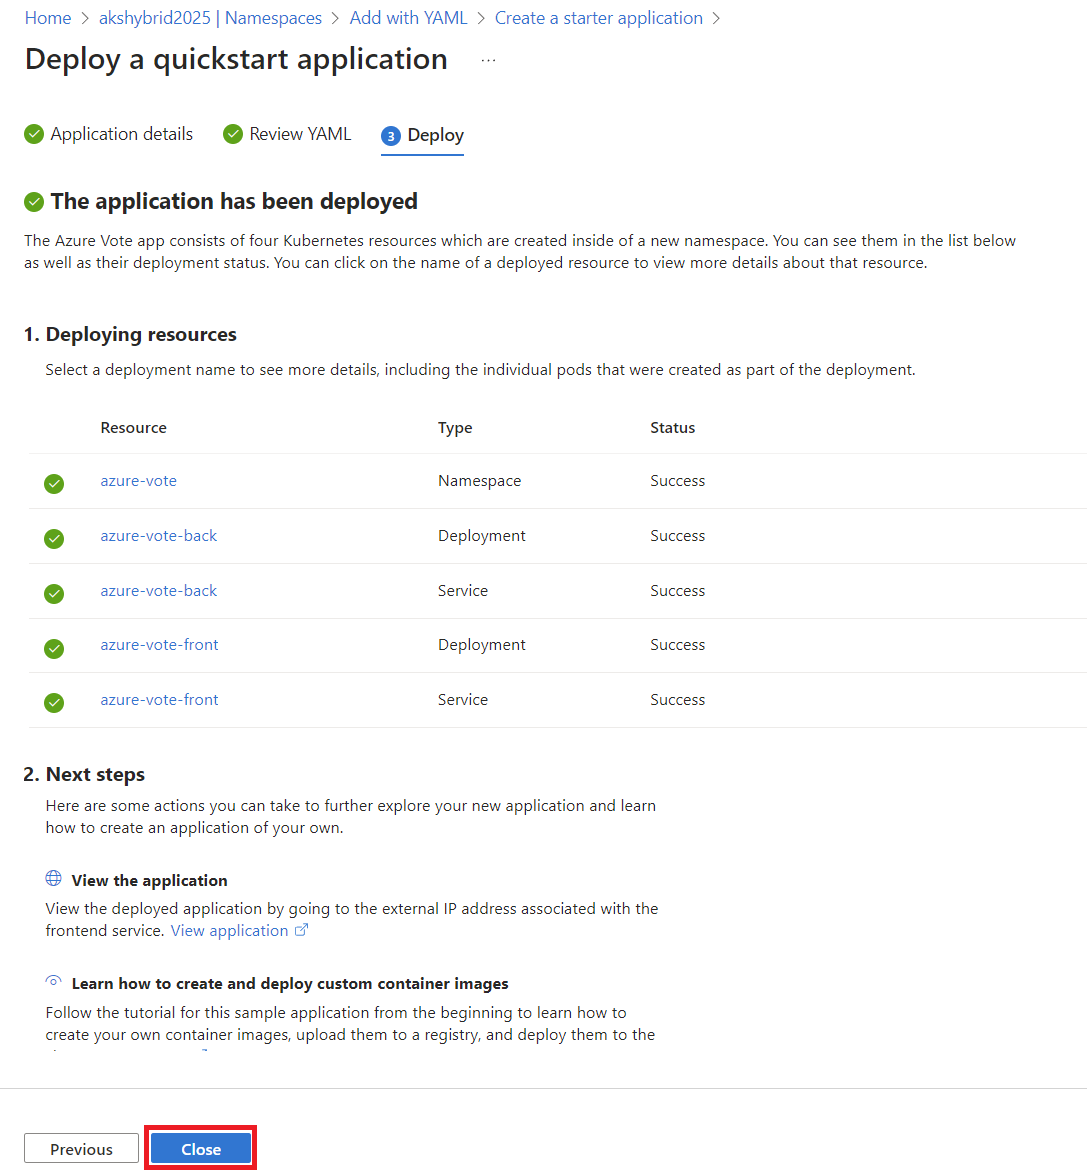 Home > akshybrid2025 | Namespaces > Add with YAML > Create a starter application >
Deploy a quickstart application ...
Application details Review YAML 3 Deploy
The application has been deployed
The Azure Vote app consists of four Kubernetes resources which are created inside of a new namespace. You can see them in the list below
as well as their deployment status. You can click on the name of a deployed resource to view more details about that resource.
1. Deploying resources
Select a deployment name to see more details, including the individual pods that were created as part of the deployment.
Resource Type Status
azure-vote Namespace Success
azure-vote-back Deployment Success
azure-vote-back Service Success
azure-vote-front Deployment Success
azure-vote-front Service Success
2. Next steps
Here are some actions you can take to further explore your new application and learn
how to create an application of your own.
View the application
View the deployed application by going to the external IP address associated with the
frontend service. View application
Learn how to create and deploy custom container images
Follow the tutorial for this sample application from the beginning to learn how to
create your own container images, upload them to a registry, and deploy them to the
Previous Close